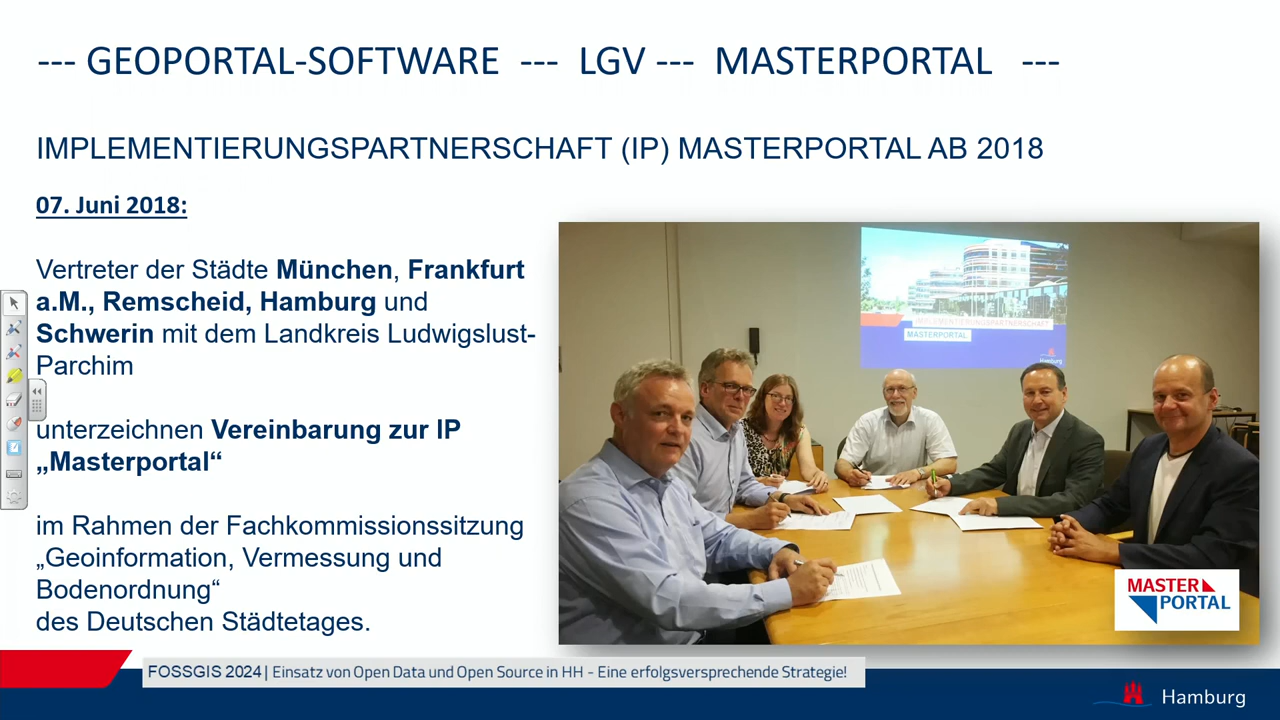 --- GEOPORTAL-SOFTWARE --- LGV --- MASTERPORTAL ---
IMPLEMENTIERUNGSPARTNERSCHAFT (IP) MASTERPORTAL AB 2018
07. Juni 2018:
Vertreter der Städte München, Frankfurt
a.M., Remscheid, Hamburg und
Schwerin mit dem Landkreis Ludwigslust-
Parchim
unterzeichnen Vereinbarung zur IP
„Masterportal“
im Rahmen der Fachkommissionssitzung
„Geoinformation, Vermessung und
Bodenordnung“
des Deutschen Städtetages.
IMPLEMENTIERUNGSPARTNERSCHAFT
MASTERPORTAL
Hamburg
MASTER
PORTAL
FOSSGIS 2024 | Einsatz von Open Data und Open Source in HH - Eine erfolgsversprechende Strategie!
Hamburg